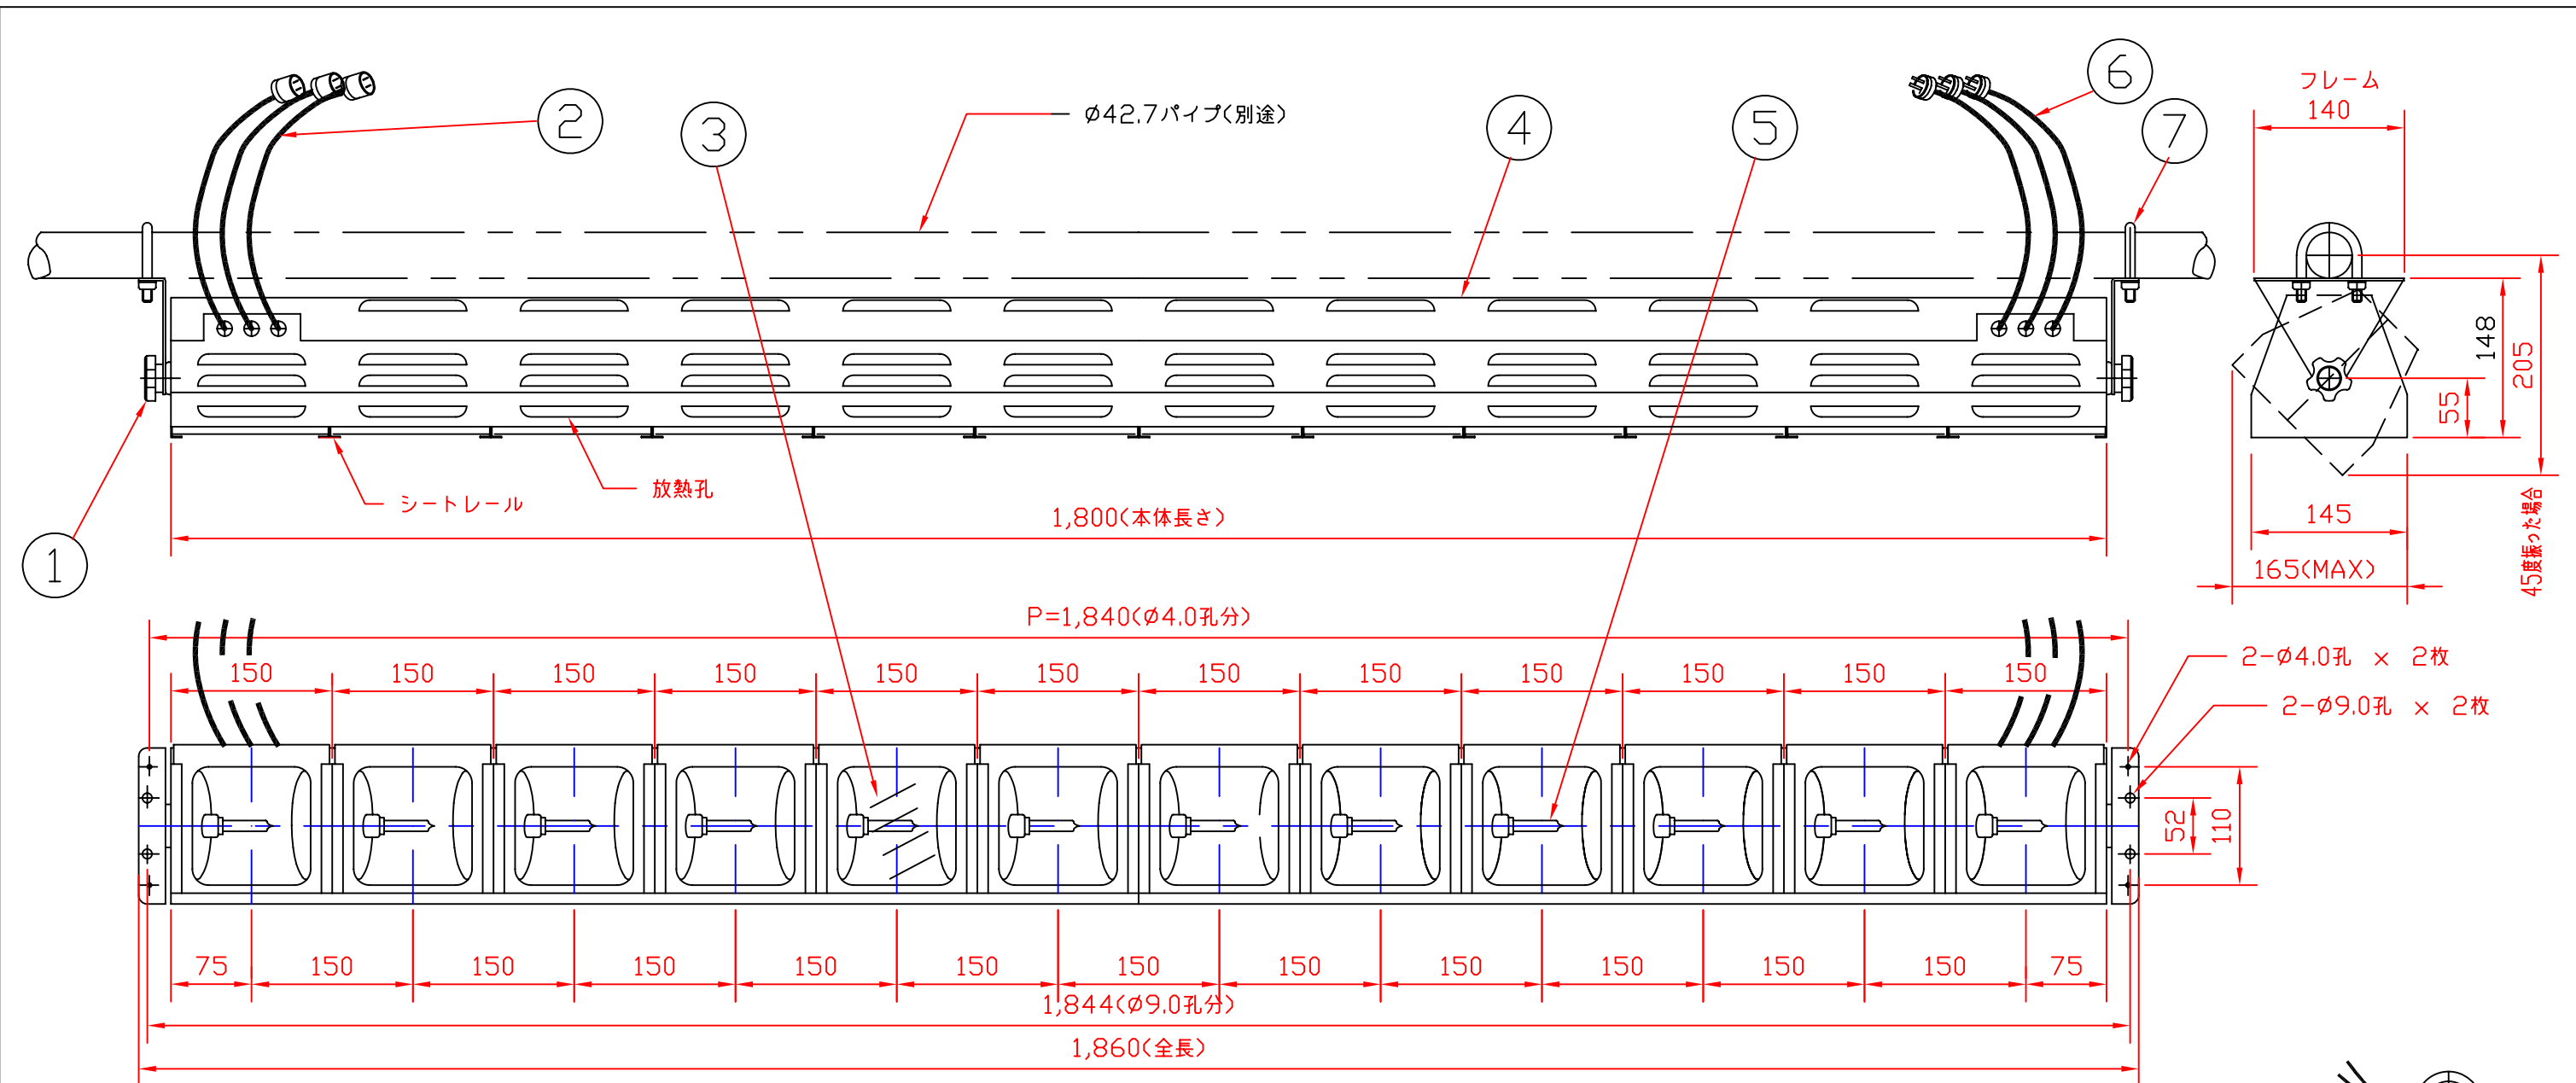 2
3
φ42.7パイプ(別途)
4
5
6
7
フレーム
140
148
205
55
シートレール
放熱孔
1,800(本体長さ)
1
145
165(MAX)
45度振った場合
P=1,840(φ4.0孔分)
150 150 150 150 150 150 150 150 150 150 150 150
2-φ4.0孔 × 2枚
2-φ9.0孔 × 2枚
52
110
75 150 150 150 150 150 150 150 150 150 150 150 75
1,844(φ9.0孔分)
1,860(全長)